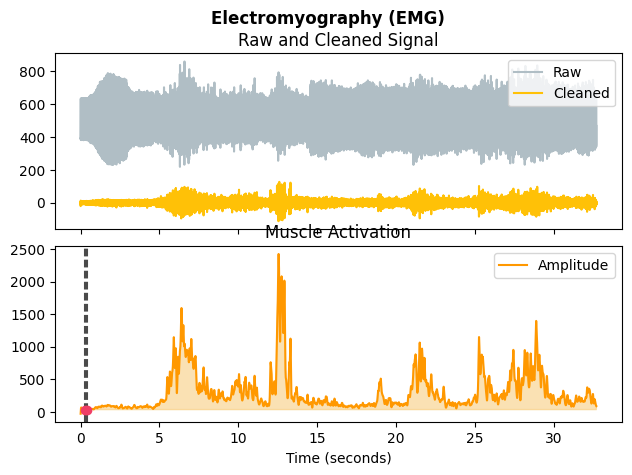 Electromyography (EMG)
Raw and Cleaned Signal
800
600
400
200
0
Raw
Cleaned
Muscle Activation
2500
2000
1500
1000
500
0
Amplitude
0 5 10 15 20 25 30
Time (seconds)